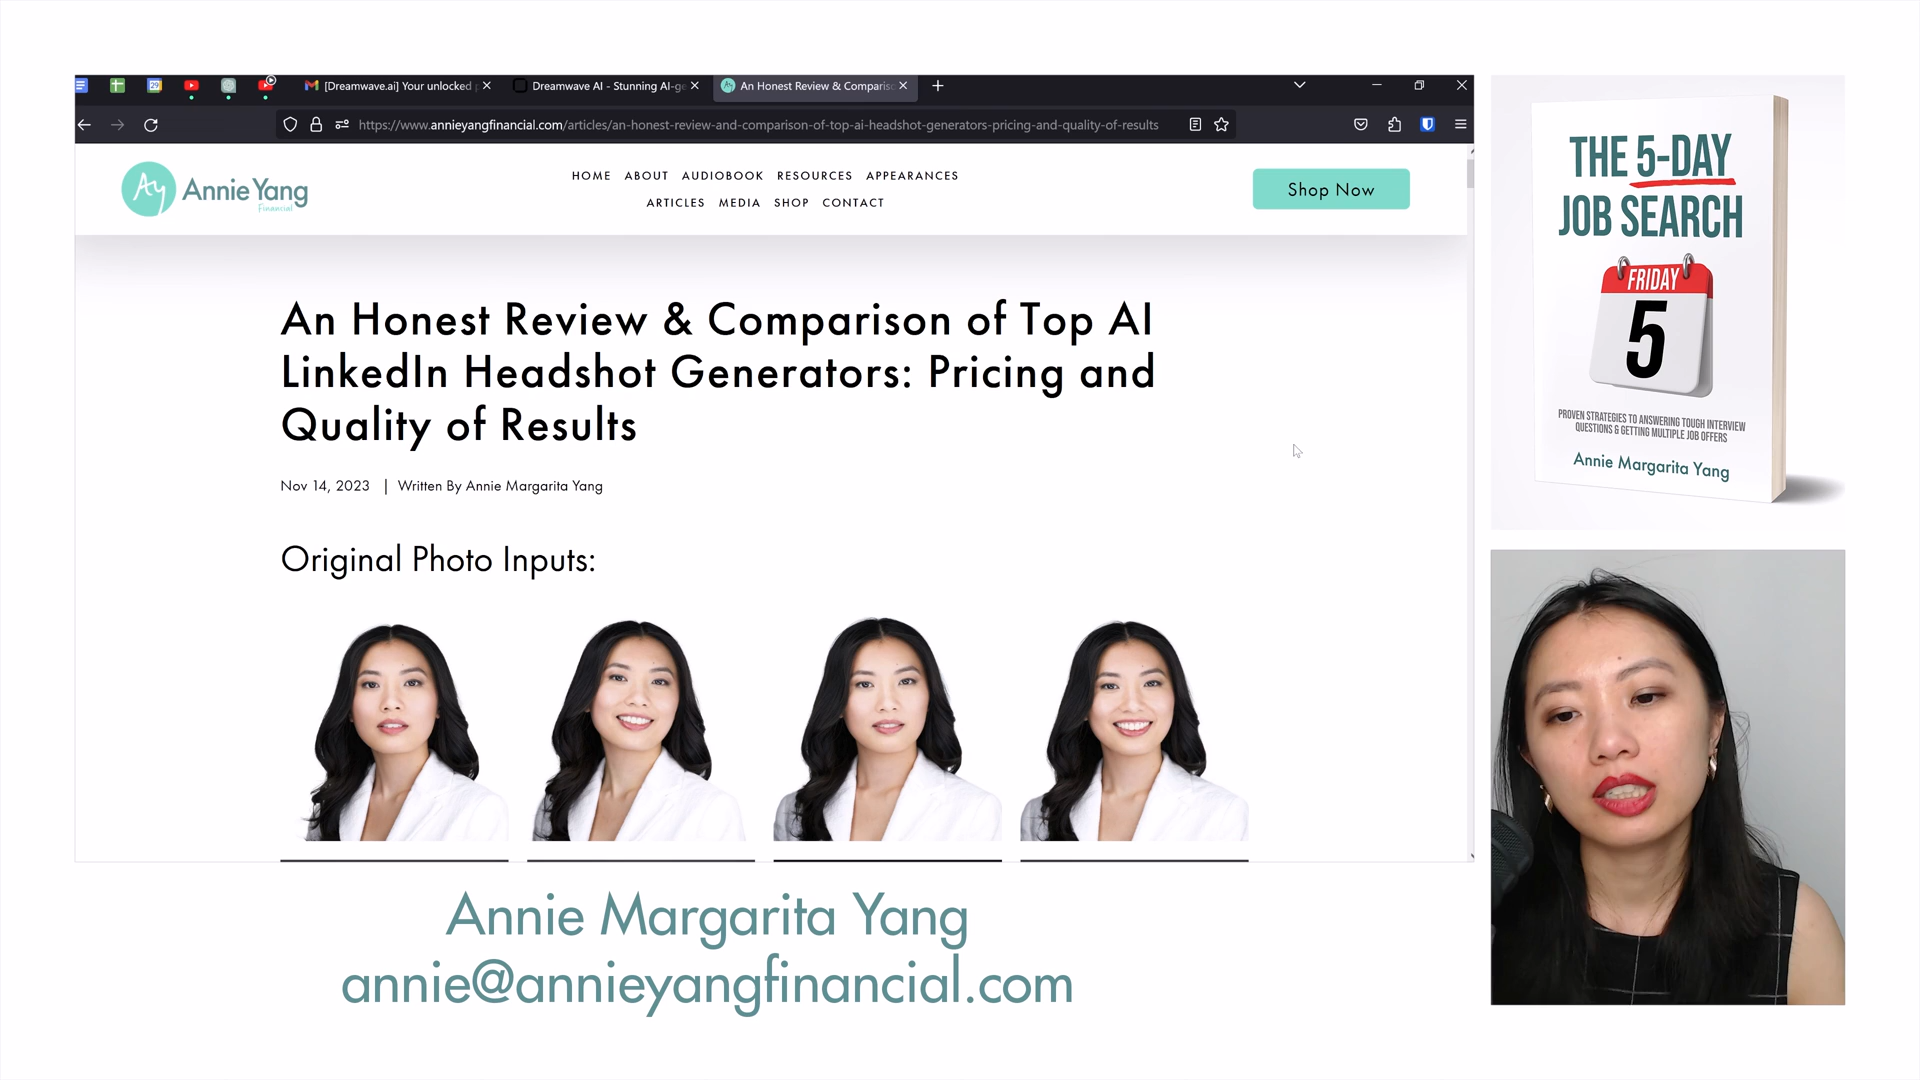 [Dreamwave.ai] Your unlocked
Dreamwave AI - Stunning AI-ge
An Honest Review & Comparis
https://www.annieyangfinancial.com/articles/an-honest-review-and-comparison-of-top-ai-headshot-generators-pricing-and-quality-of-results
Ay Annie Yang
Financial
HOME ABOUT AUDIOBOOK RESOURCES APPEARANCES
ARTICLES MEDIA SHOP CONTACT
Shop Now
An Honest Review & Comparison of Top AI
LinkedIn Headshot Generators: Pricing and
Quality of Results
Nov 14, 2023 | Written By Annie Margarita Yang
Original Photo Inputs:
THE 5-DAY
JOB SEARCH
FRIDAY
5
PROVEN STRATEGIES TO ANSWERING TOUGH INTERVIEW
QUESTIONS & GETTING MULTIPLE JOB OFFERS
Annie Margarita Yang
Annie Margarita Yang
annie@annieyangfinancial.com